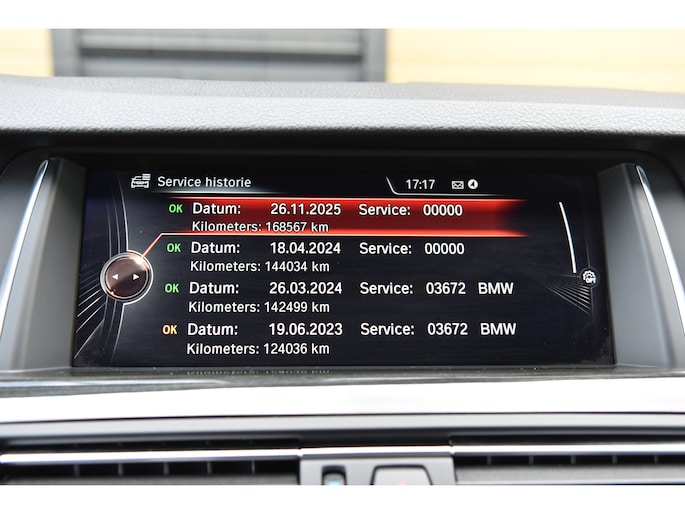 Service historie 17:17
OK Datum: 26.11.2025 Service: 00000
Kilometers: 168567 km
OK Datum: 18.04.2024 Service: 00000
Kilometers: 144034 km
OK Datum: 26.03.2024 Service: 03672 BMW
Kilometers: 142499 km
OK Datum: 19.06.2023 Service: 03672 BMW
Kilometers: 124036 km
OPT